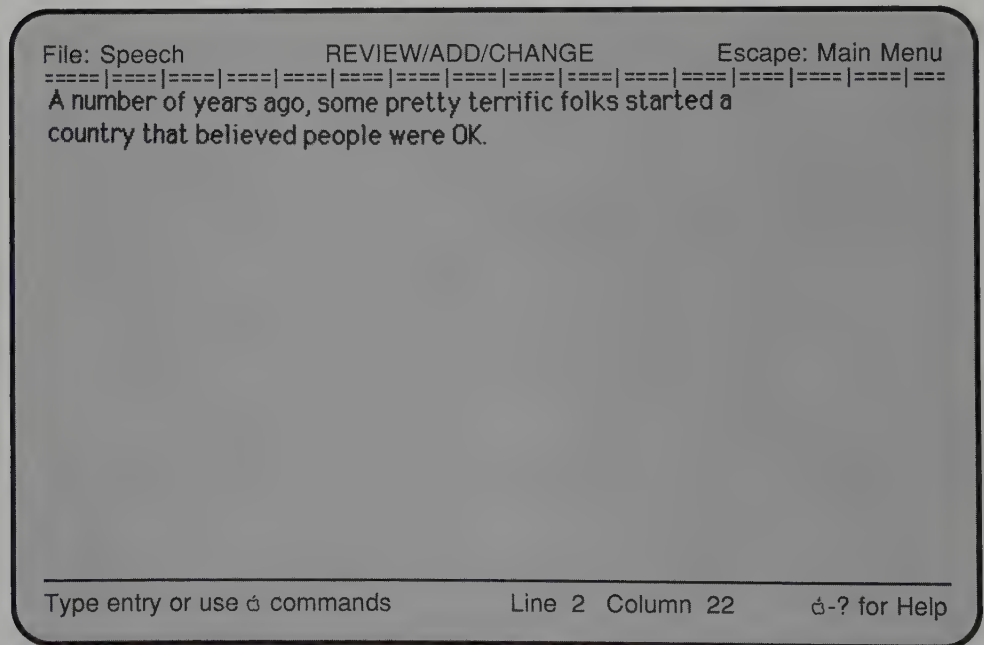 File: Speech REVIEW/ADD/CHANGE Escape: Main Menu
=====|====|====|====|====|====|====|====|====|====|====|====|====|====|====|===
A number of years ago, some pretty terrific folks started a
country that believed people were OK.
Type entry or use  commands Line 2 Column 22 -? for Help